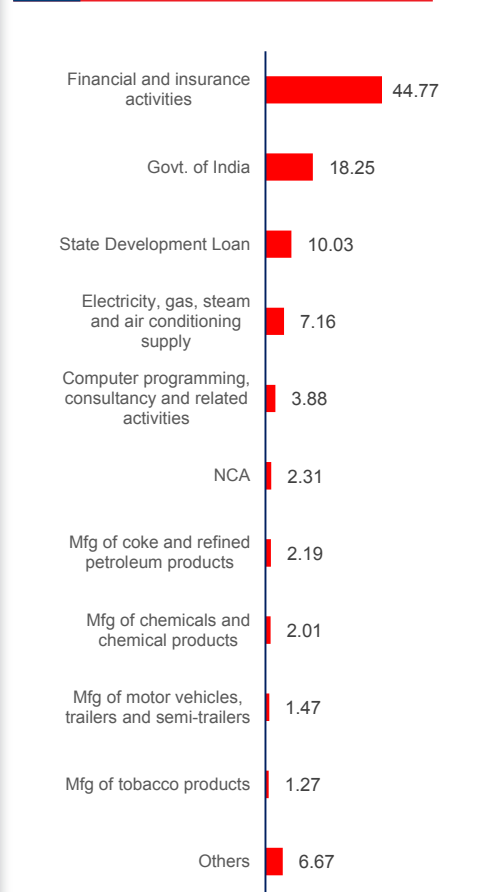 Financial and insurance
activities
44.77
Govt. of India
18.25
State Development Loan
10.03
Electricity, gas, steam
and air conditioning
supply
7.16
Computer programming,
consultancy and related
activities
3.88
NCA
2.31
Mfg of coke and refined
petroleum products
2.19
Mfg of chemicals and
chemical products
2.01
Mfg of motor vehicles,
trailers and semi-trailers
1.47
Mfg of tobacco products
1.27
Others
6.67